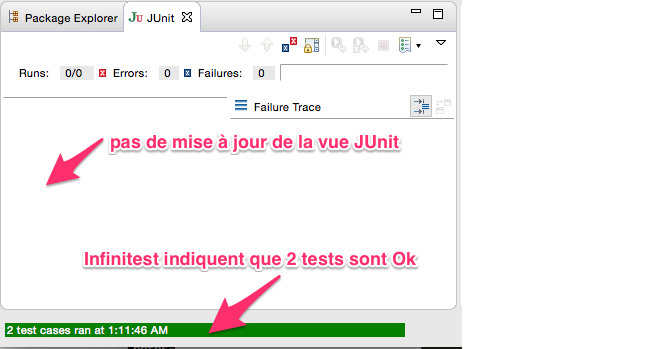 Package Explorer JUnit
Runs: 0/0 Errors: 0 Failures: 0
Failure Trace
pas de mise à jour de la vue JUnit
Infinitest indiquent que 2 tests sont Ok
2 test cases ran at 1:11:46 AM